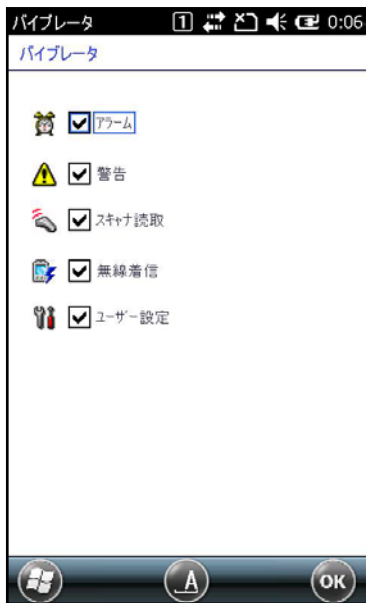 バイブレータ 1 0:06
バイブレータ
アラーム
警告
スキャナ読取
無線着信
ユーザー設定
A OK